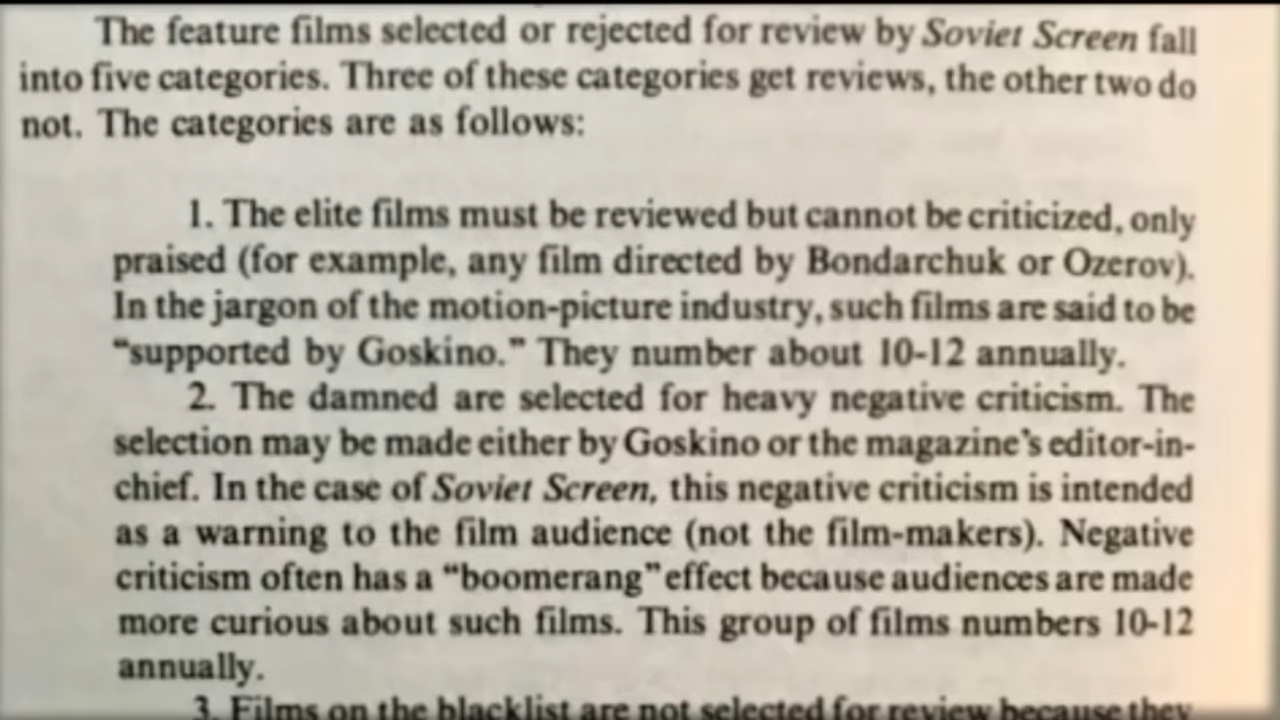 The feature films selected or rejected for review by Soviet Screen fall
into five categories. Three of these categories get reviews, the other two do
not. The categories are as follows:
1. The elite films must be reviewed but cannot be criticized, only
praised (for example, any film directed by Bondarchuk or Ozerov).
In the jargon of the motion-picture industry, such films are said to be
“supported by Goskino.” They number about 10-12 annually.
2. The damned are selected for heavy negative criticism. The
selection may be made either by Goskino or the magazine’s editor-in-
chief. In the case of Soviet Screen, this negative criticism is intended
as a warning to the film audience (not the film-makers). Negative
criticism often has a “boomerang” effect because audiences are made
more curious about such films. This group of films numbers 10-12
annually.
3. Films on the blacklist are not selected for review because they